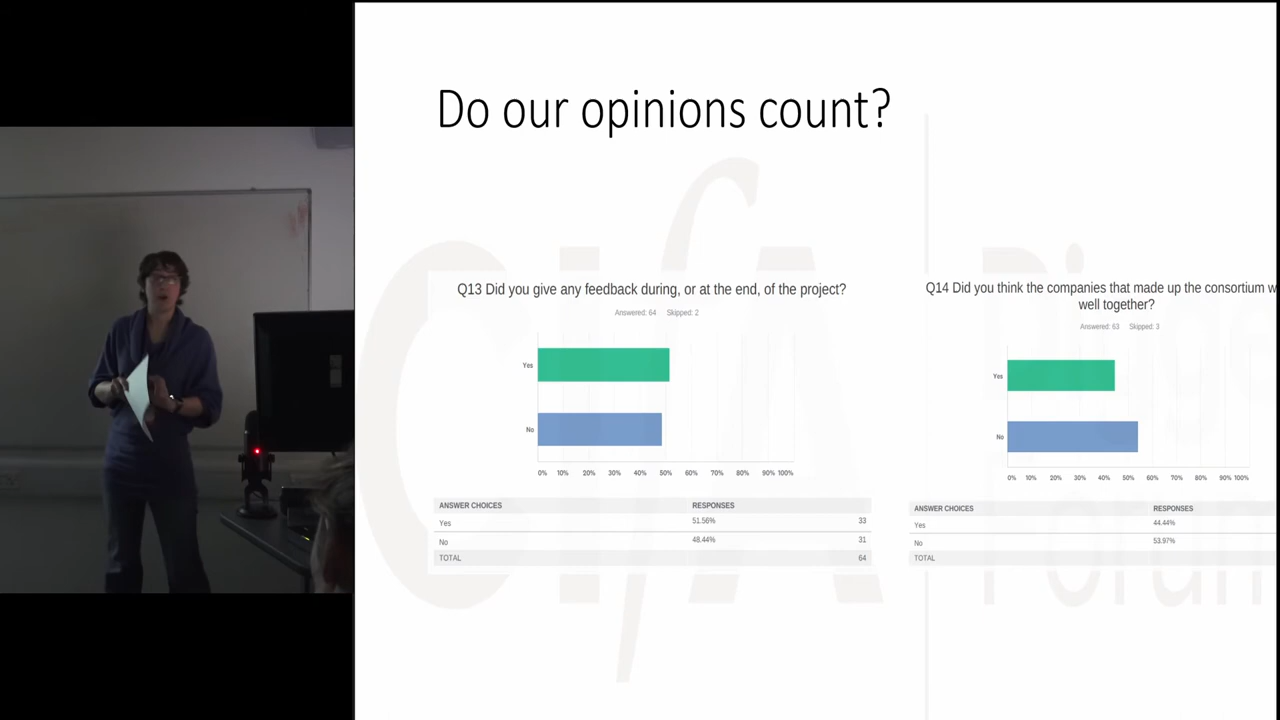 Do our opinions count?
Q13 Did you give any feedback during, or at the end, of the project?
Answered: 64 Skipped: 2
Yes
No
0% 10% 20% 30% 40% 50% 60% 70% 80% 90% 100%
ANSWER CHOICES RESPONSES
Yes 51.56% 33
No 48.44% 31
TOTAL 64
Q14 Did you think the companies that made up the consortium
well together?
Answered: 63 Skipped: 3
Yes
No
0% 10% 20% 30% 40% 50% 60% 70% 80% 90% 100%
ANSWER CHOICES RESPONSES
Yes 44.44%
No 53.97%
TOTAL
CIfA
Diggers
Forum